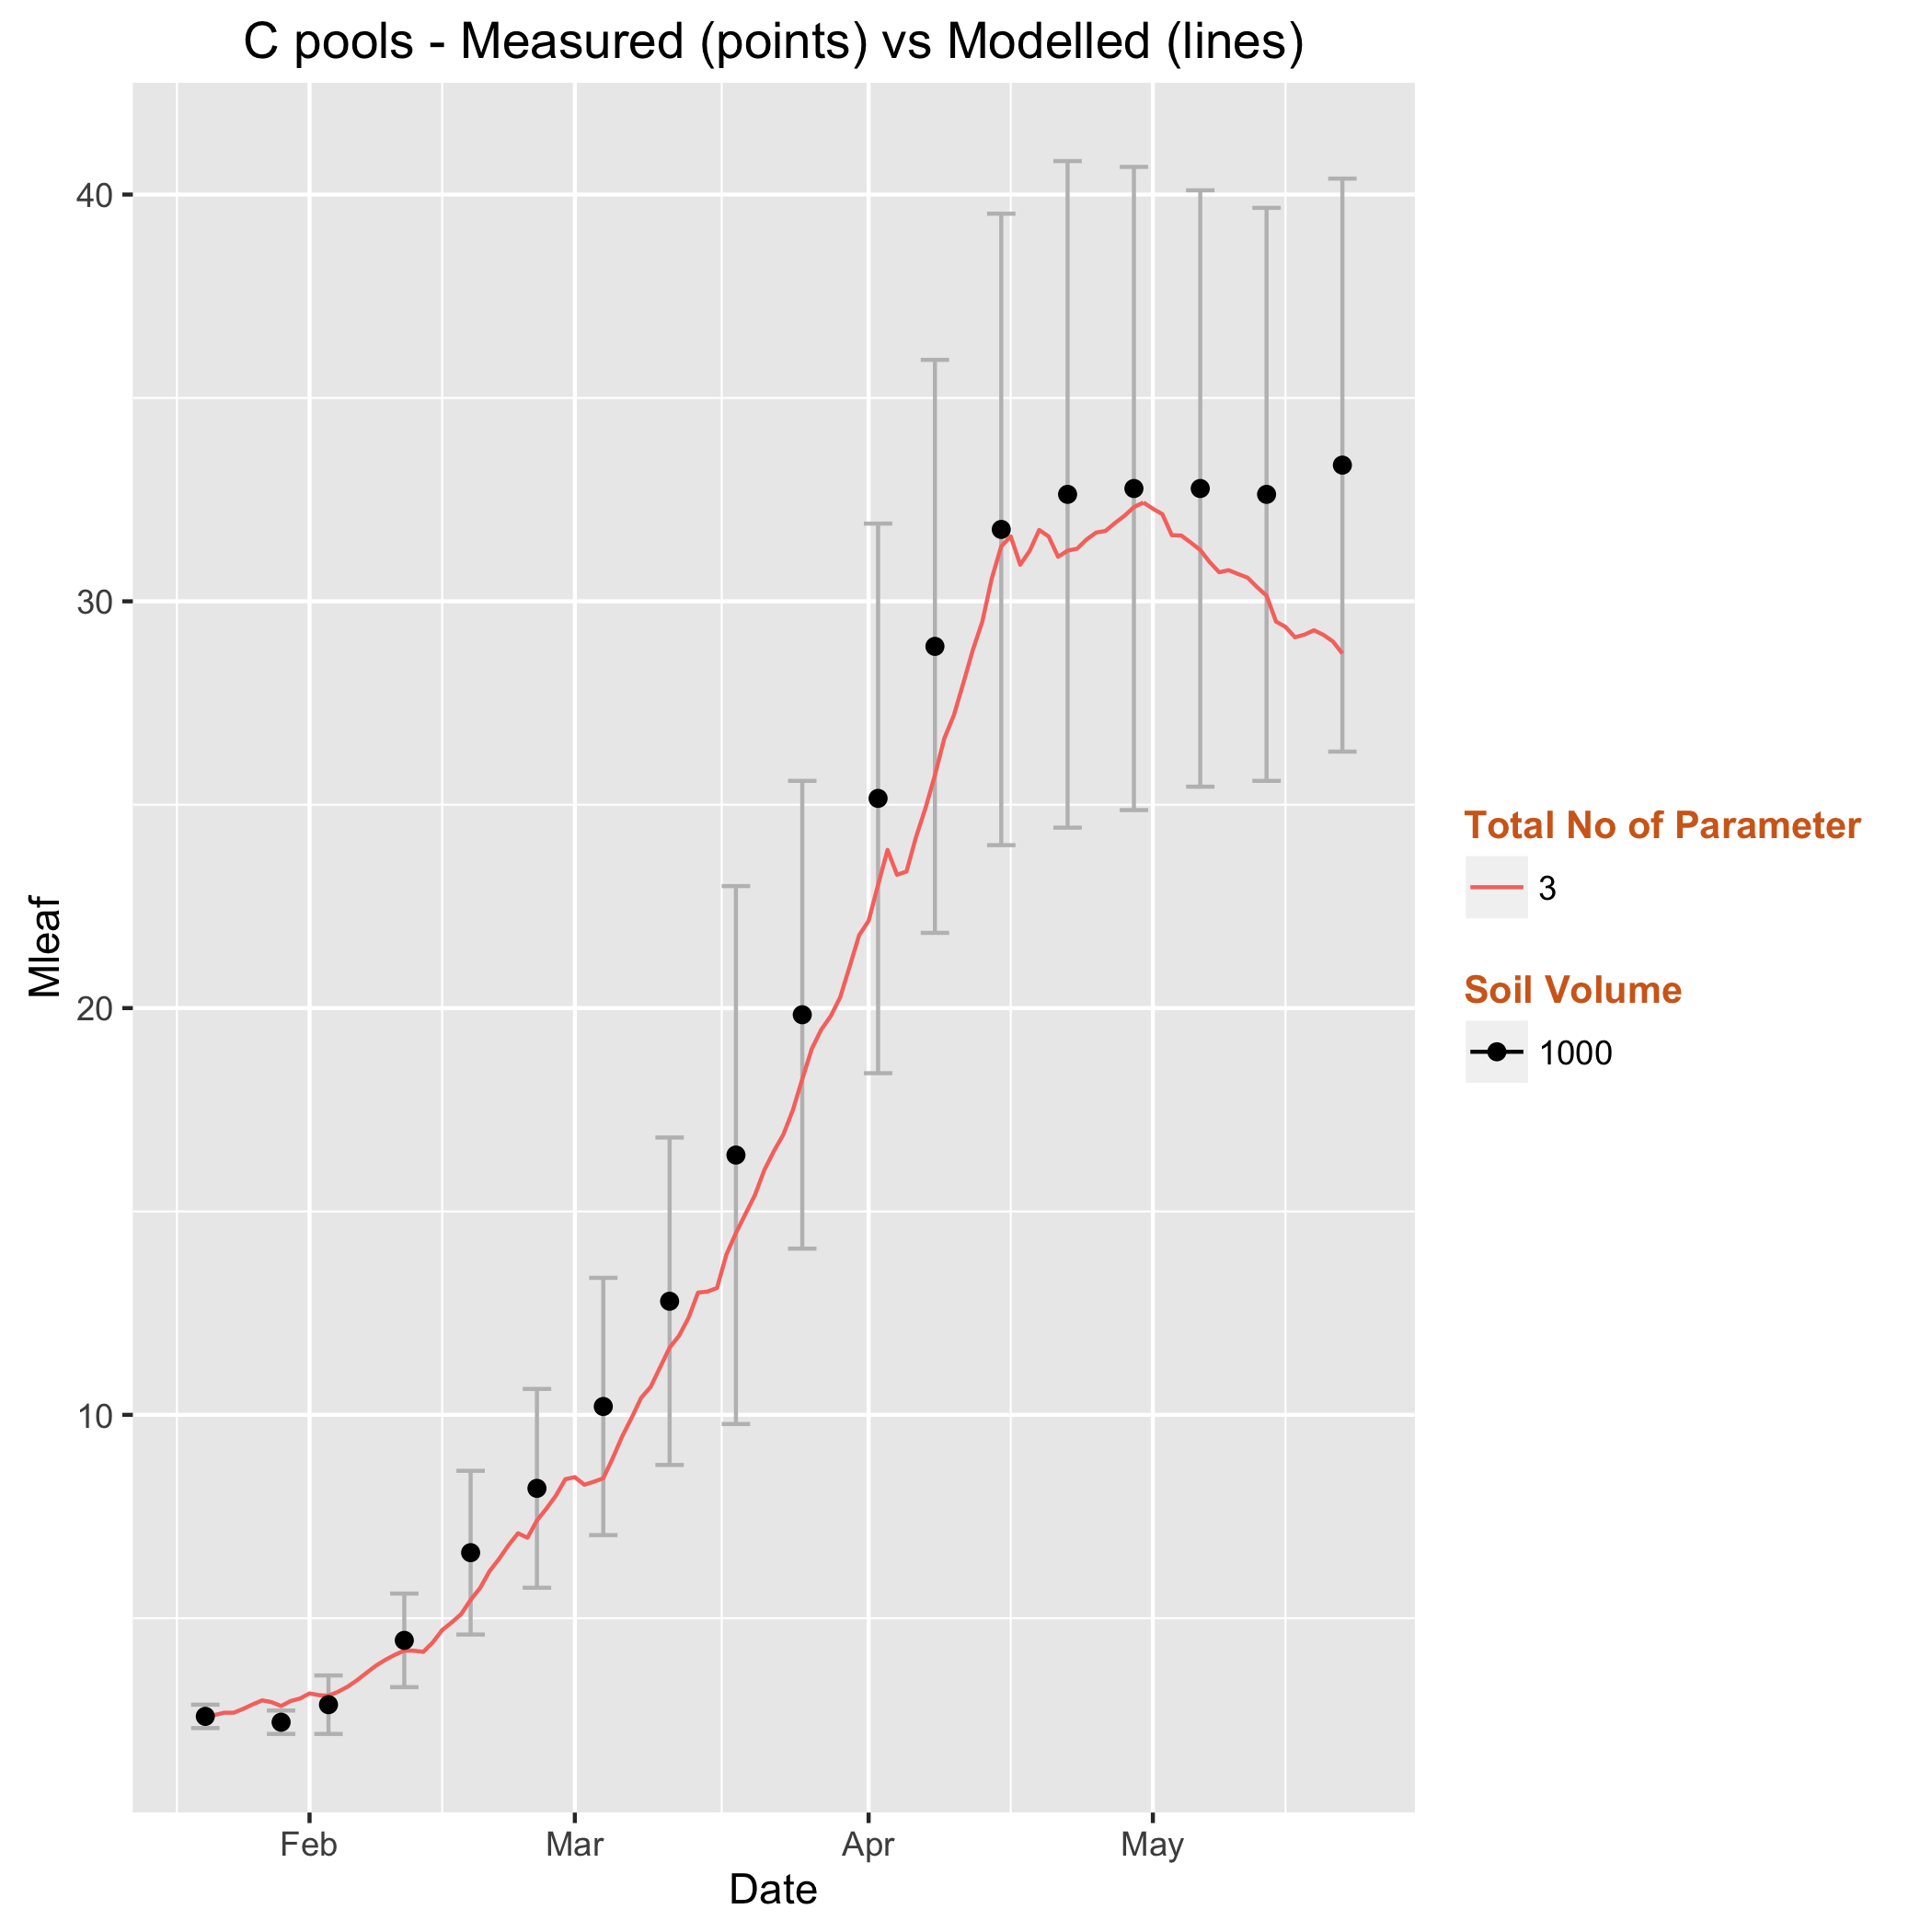 C pools - Measured (points) vs Modelled (lines)
40
30
20
10
Mleaf
Feb Mar Apr May
Date
Total No of Parameter
3
Soil Volume
1000